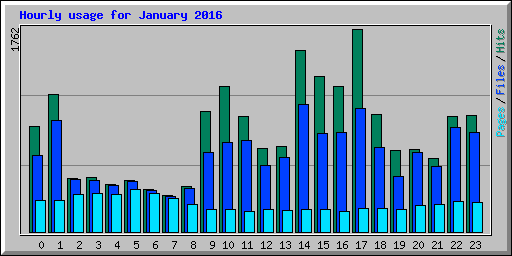 Hourly usage for January 2016
1762
Pages/Files/Hits
0 1 2 3 4 5 6 7 8 9 10 11 12 13 14 15 16 17 18 19 20 21 22 23